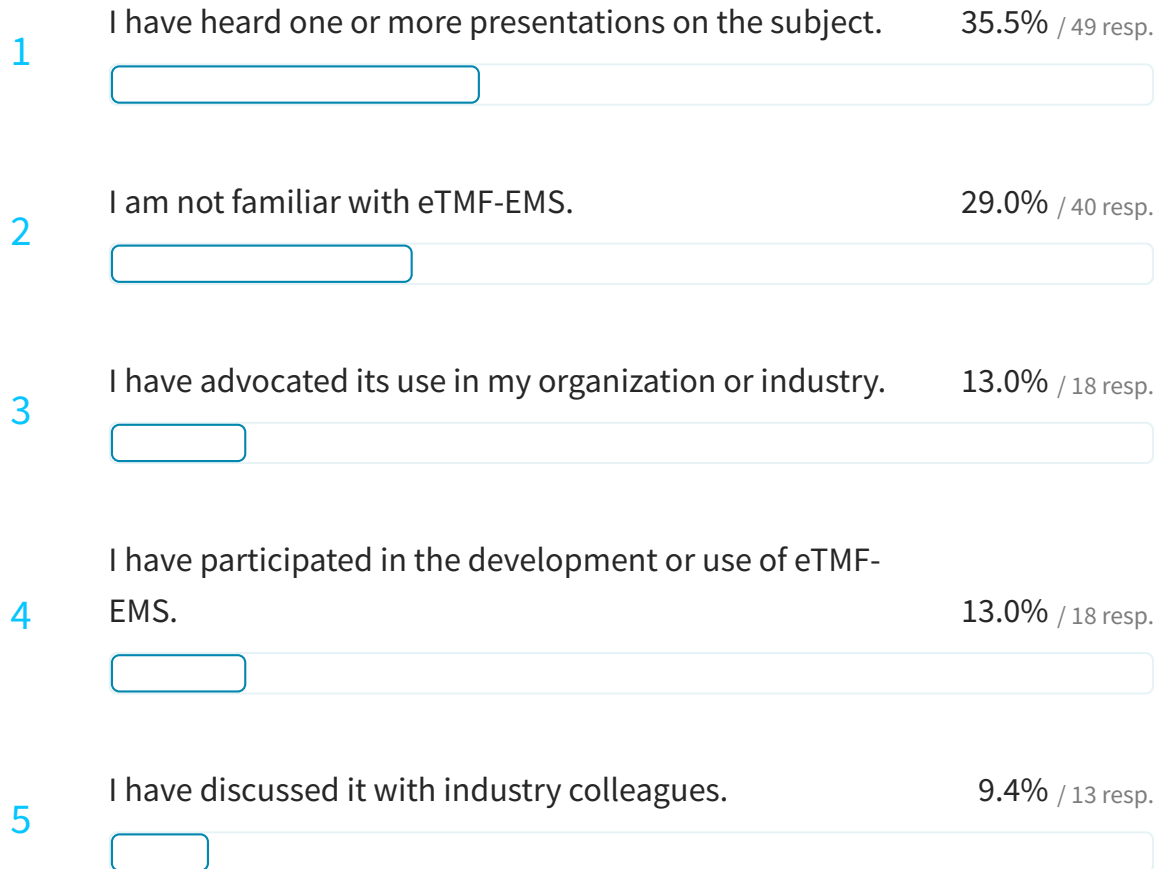 I have heard one or more presentations on the subject. 35.5% / 49 resp.
1
I am not familiar with eTMF-EMS. 29.0% / 40 resp.
2
I have advocated its use in my organization or industry. 13.0% / 18 resp.
3
I have participated in the development or use of eTMF-
4 EMS. 13.0% / 18 resp.
I have discussed it with industry colleagues. 9.4% / 13 resp.
5